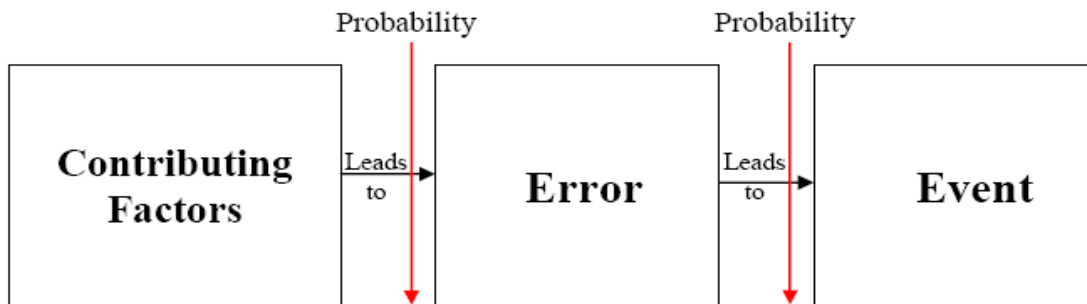 Probability
Probability
Contributing
Factors
Leads
to
Error
Leads
to
Event